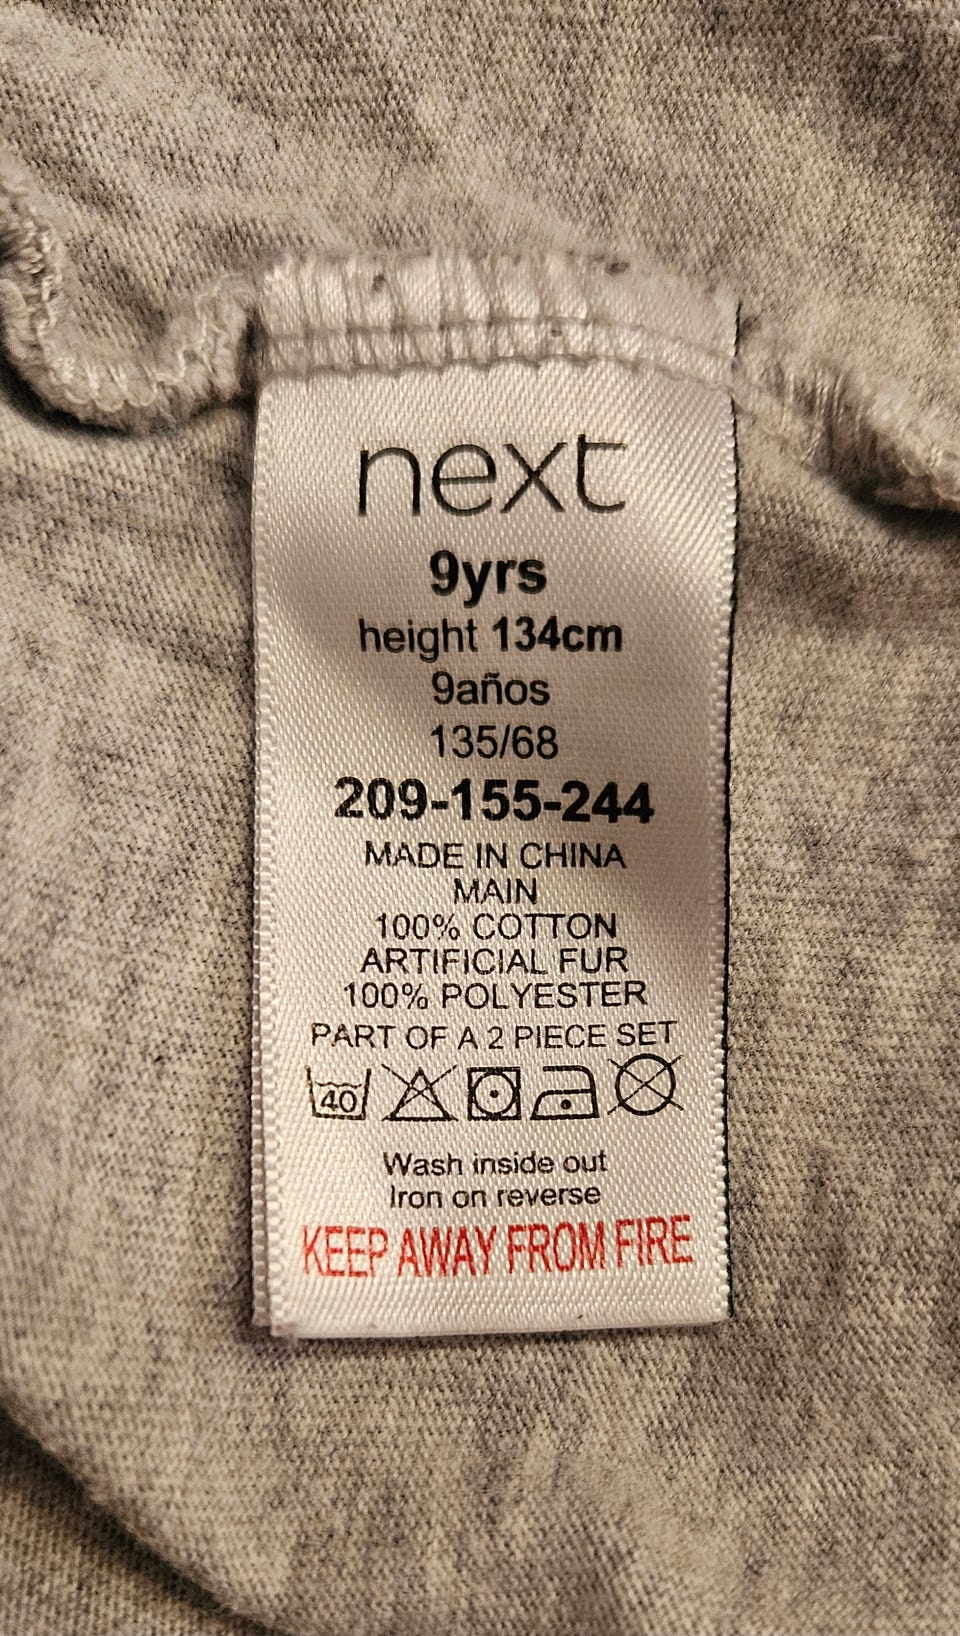 next
9yrs
height 134cm
9años
135/68
209-155-244
MADE IN CHINA
MAIN
100% COTTON
ARTIFICIAL FUR
100% POLYESTER
PART OF A 2 PIECE SET
40
Wash inside out
Iron on reverse
KEEP AWAY FROM FIRE